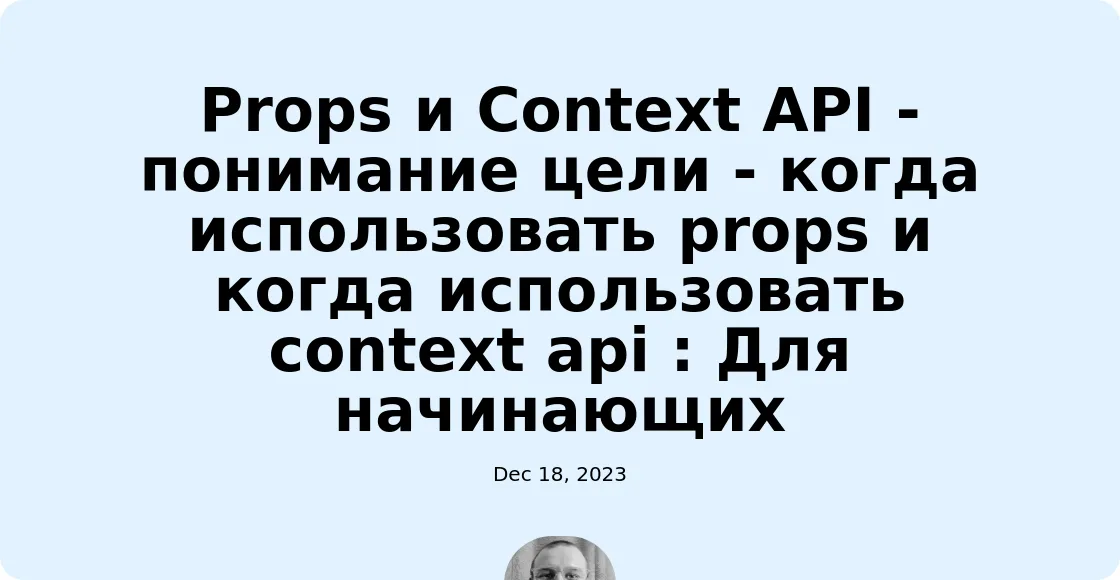 Props и Context API -
понимание цели - когда
использовать props и
когда использовать
context api : Для
начинающих
Dec 18, 2023